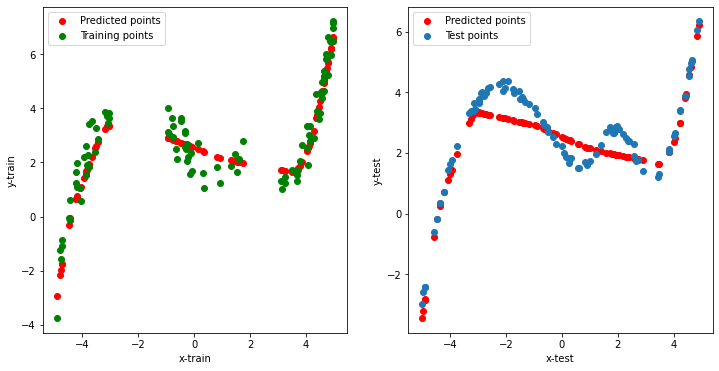 Predicted points
Training points
6
4
2
0
−2
−4
y-train
−4
−2
0
2
4
x-train
Predicted points
Test points
6
4
2
0
−2
y-test
−4
−2
0
2
4
x-test